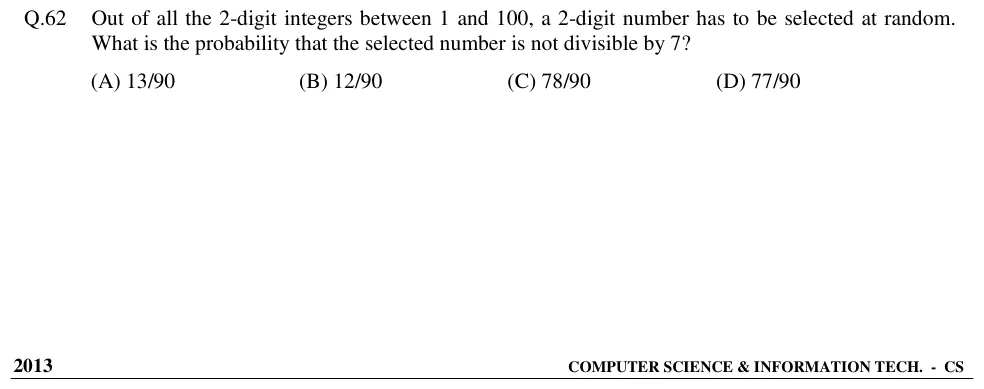 Q.62 Out of all the 2-digit integers between 1 and 100, a 2-digit number has to be selected at random.
What is the probability that the selected number is not divisible by 7?
(A) 13/90 (B) 12/90 (C) 78/90 (D) 77/90
2013 COMPUTER SCIENCE & INFORMATION TECH. - CS